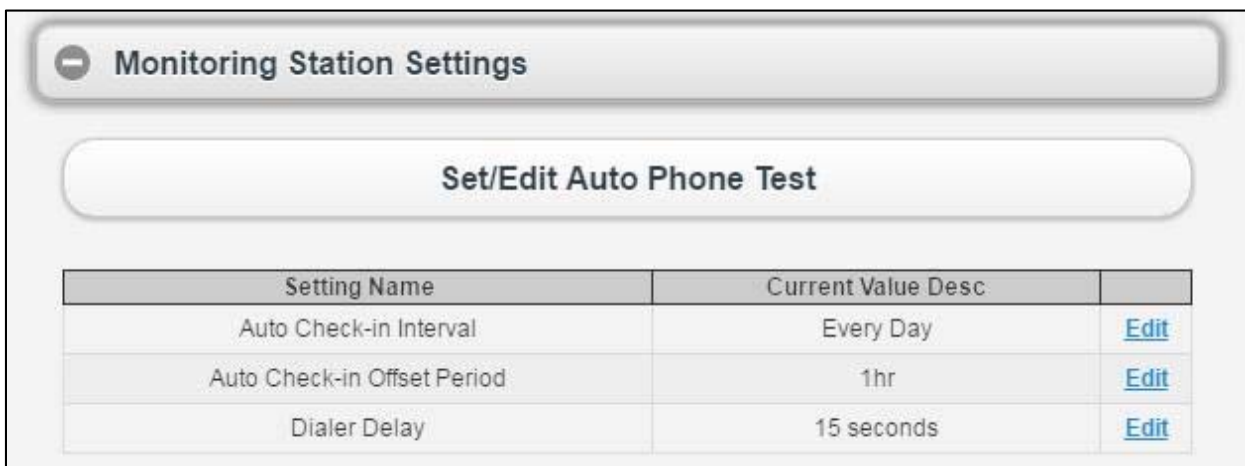 Monitoring Station Settings
Set/Edit Auto Phone Test
Setting Name Current Value Desc
Auto Check-in Interval Every Day Edit
Auto Check-in Offset Period 1hr Edit
Dialer Delay 15 seconds Edit